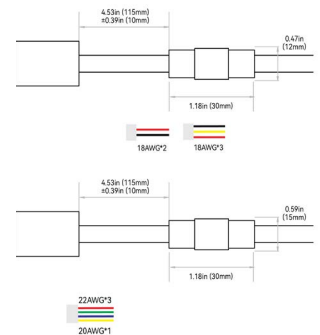 4.53in (115mm)
±0.39in (10mm)
0.47in
(12mm)
1.18in (30mm)
18AWG*2
18AWG*3
4.53in (115mm)
±0.39in (10mm)
0.59in
(15mm)
1.18in (30mm)
22AWG*3
20AWG*1